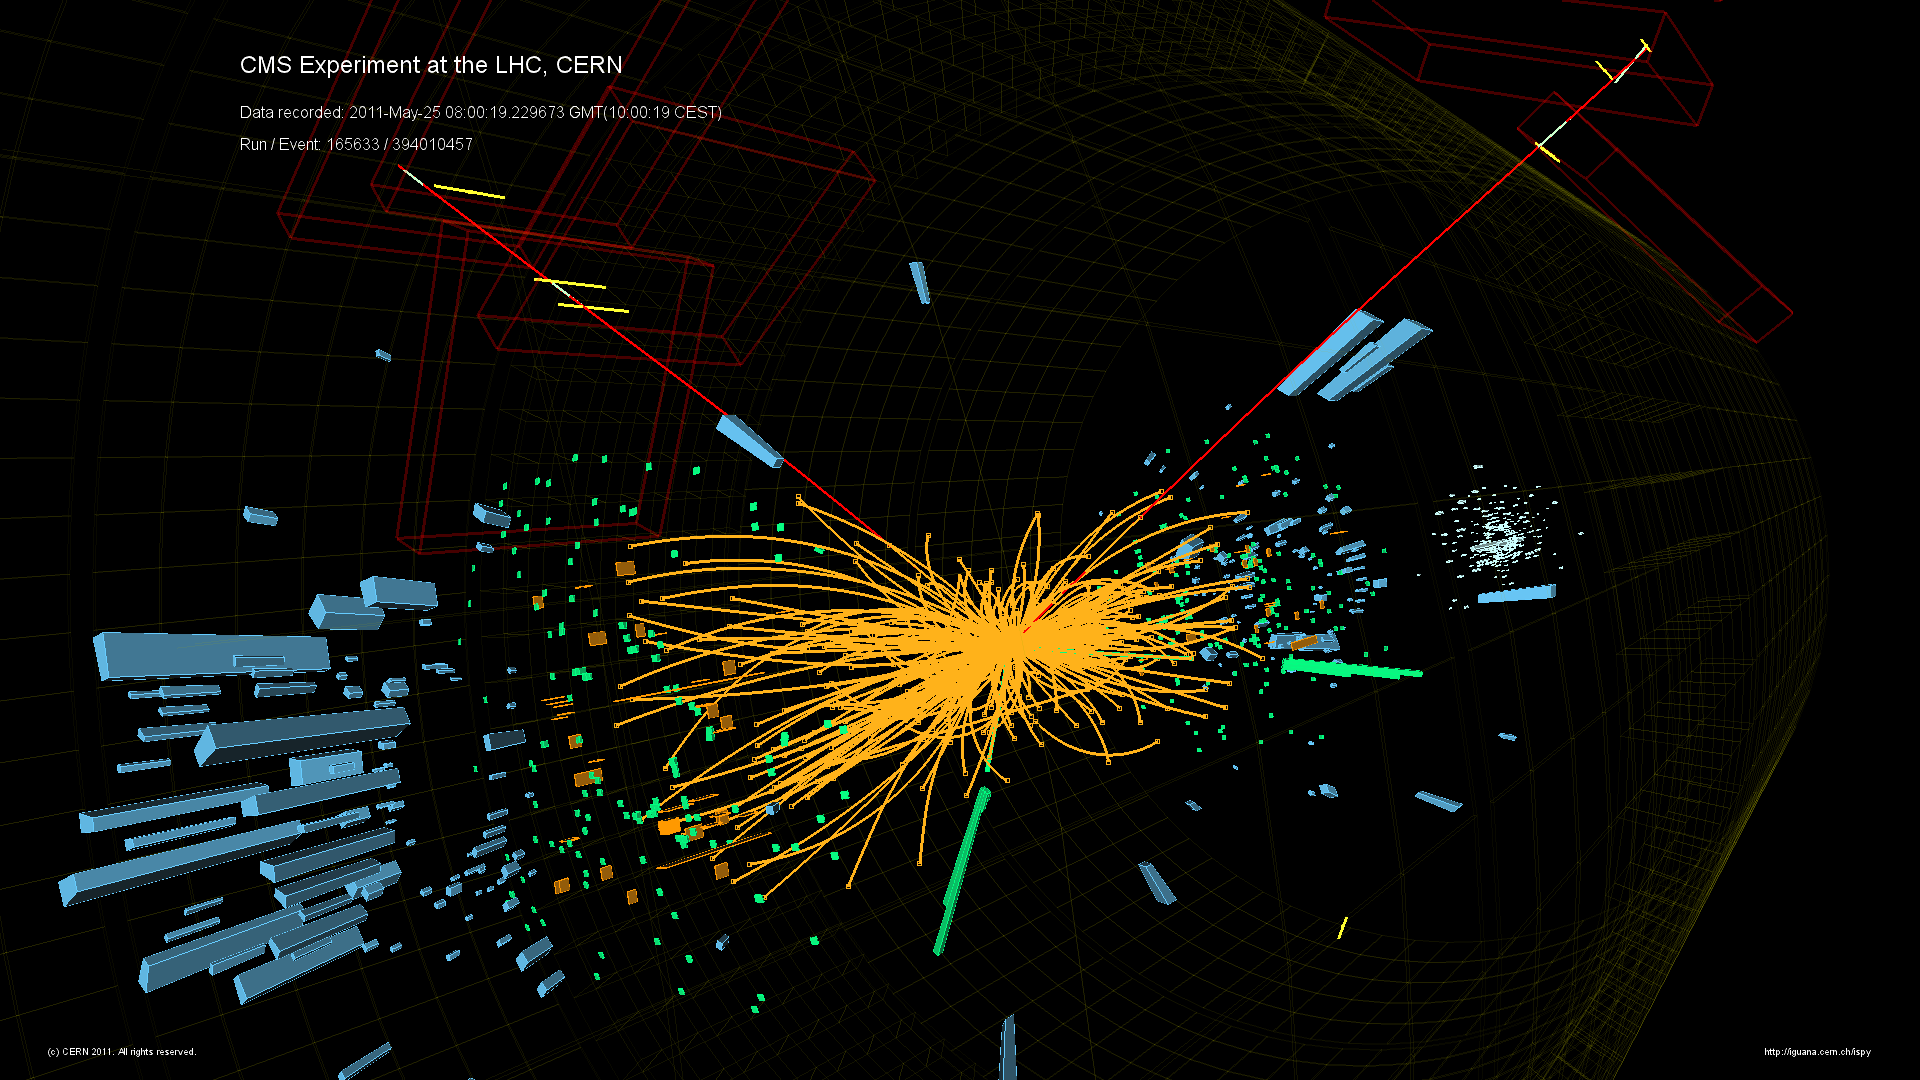 CMS Experiment at the LHC, CERN
Data recorded: 2011-May-25 08:00:19.229673 GMT(10:00:19 CEST)
Run / Event: 165633 / 394010457
(c) CERN 2011. All rights reserved.
http://iguana.cern.ch/ispy